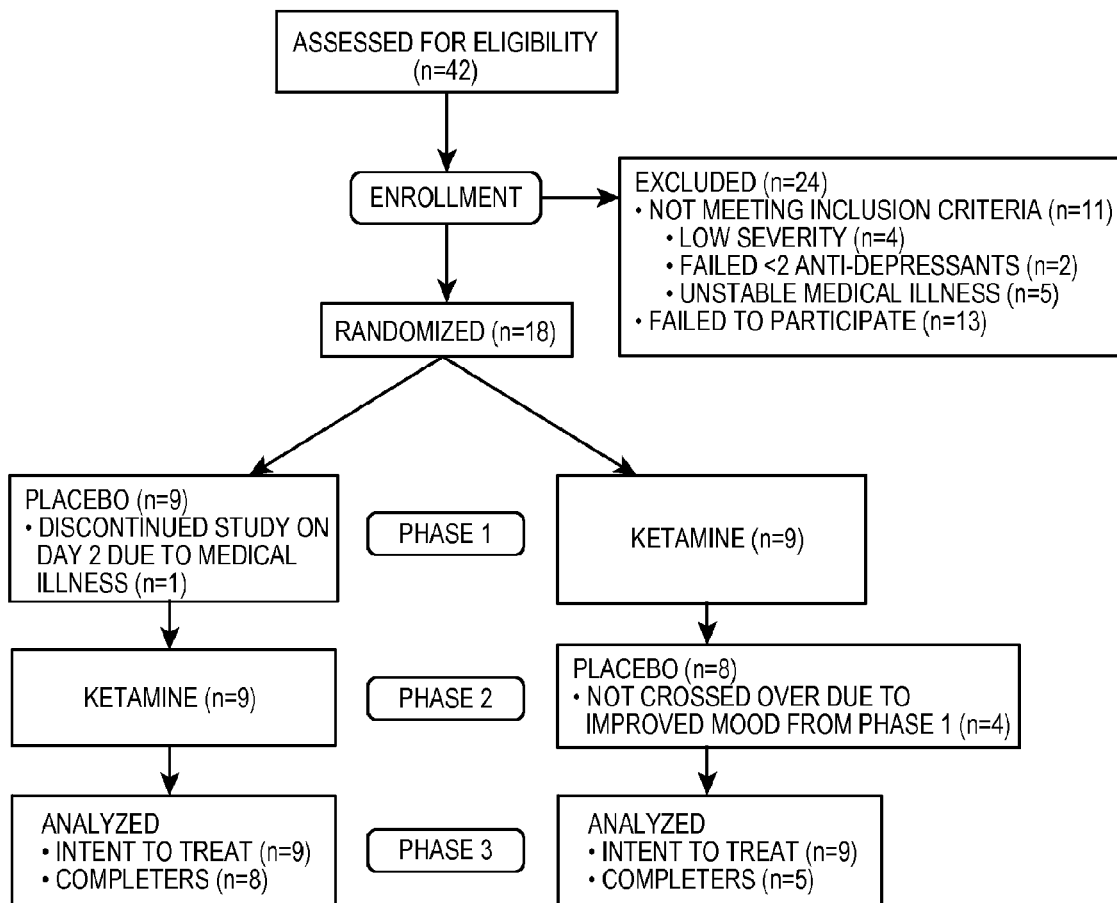 ASSESSED FOR ELIGIBILITY
(n=42)
ENROLLMENT
EXCLUDED (n=24)
• NOT MEETING INCLUSION CRITERIA (n=11)
• LOW SEVERITY (n=4)
• FAILED <2 ANTI-DEPRESSANTS (n=2)
• UNSTABLE MEDICAL ILLNESS (n=5)
• FAILED TO PARTICIPATE (n=13)
RANDOMIZED (n=18)
PLACEBO (n=9)
• DISCONTINUED STUDY ON
DAY 2 DUE TO MEDICAL
ILLNESS (n=1)
PHASE 1
KETAMINE (n=9)
KETAMINE (n=9)
PHASE 2
PLACEBO (n=8)
• NOT CROSSED OVER DUE TO
IMPROVED MOOD FROM PHASE 1 (n=4)
ANALYZED
• INTENT TO TREAT (n=9)
• COMPLETERS (n=8)
PHASE 3
ANALYZED
• INTENT TO TREAT (n=9)
• COMPLETERS (n=5)